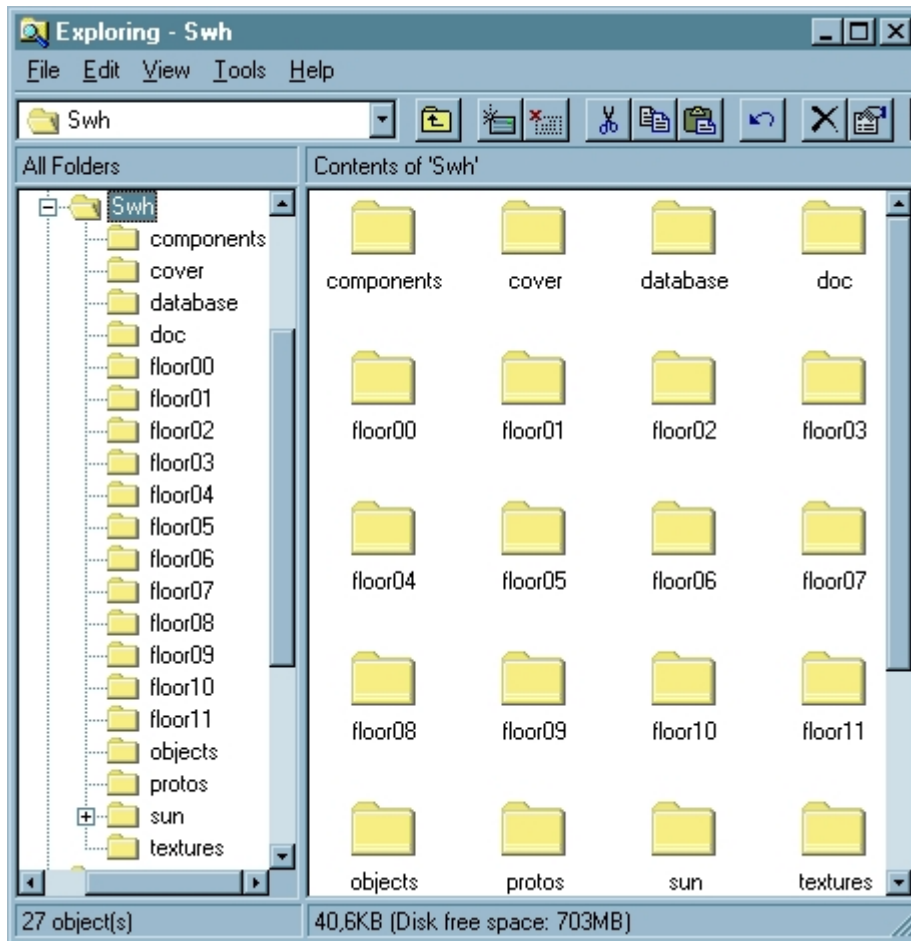 Exploring - Swh
File Edit View Tools Help
Swh
All Folders
Contents of 'Swh'
Swh
components
cover
database
doc
floor00
floor01
floor02
floor03
floor04
floor05
floor06
floor07
floor08
floor09
floor10
floor11
objects
protos
sun
textures
components cover database doc
floor00 floor01 floor02 floor03
floor04 floor05 floor06 floor07
floor08 floor09 floor10 floor11
objects protos sun textures
27 object(s)
40,6KB (Disk free space: 703MB)